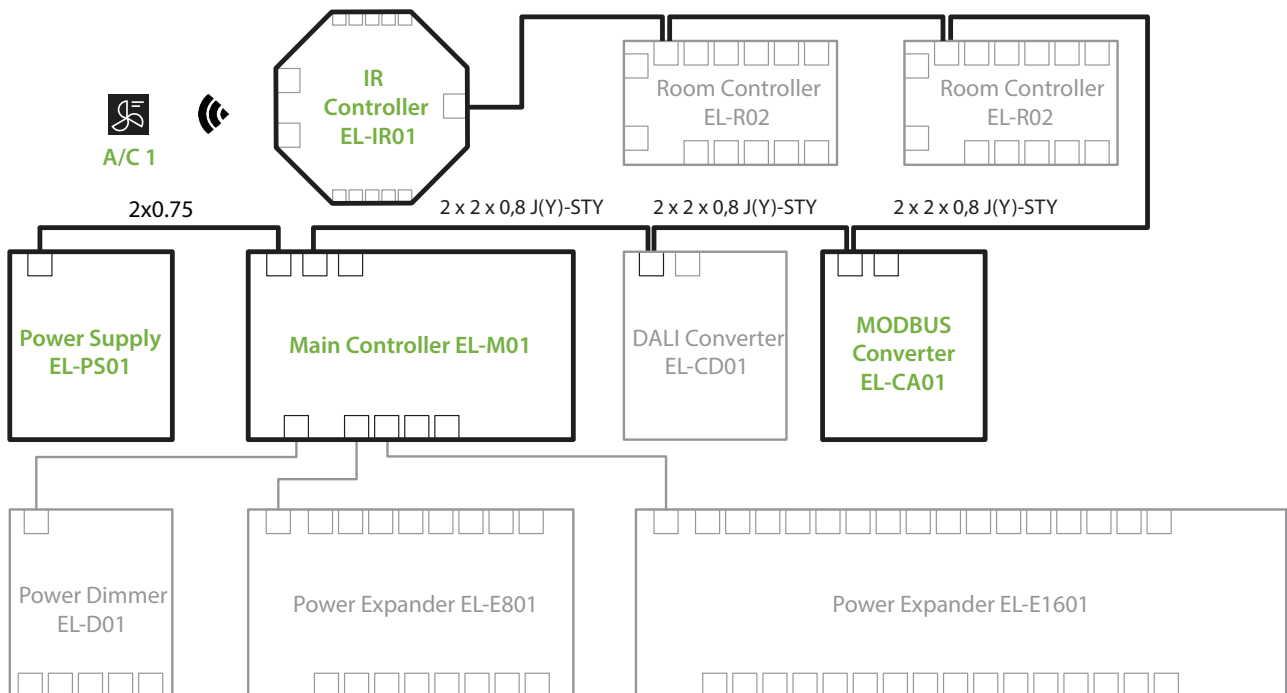 IR
Controller
EL-IR01
Room Controller
EL-R02
Room Controller
EL-R02
A/C 1
2x0.75
2 x 2 x 0,8 J(Y)-STY
2 x 2 x 0,8 J(Y)-STY
2 x 2 x 0,8 J(Y)-STY
Power Supply
EL-PS01
Main Controller EL-M01
DALI Converter
EL-CD01
MODBUS
Converter
EL-CA01
Power Dimmer
EL-D01
Power Expander EL-E801
Power Expander EL-E1601